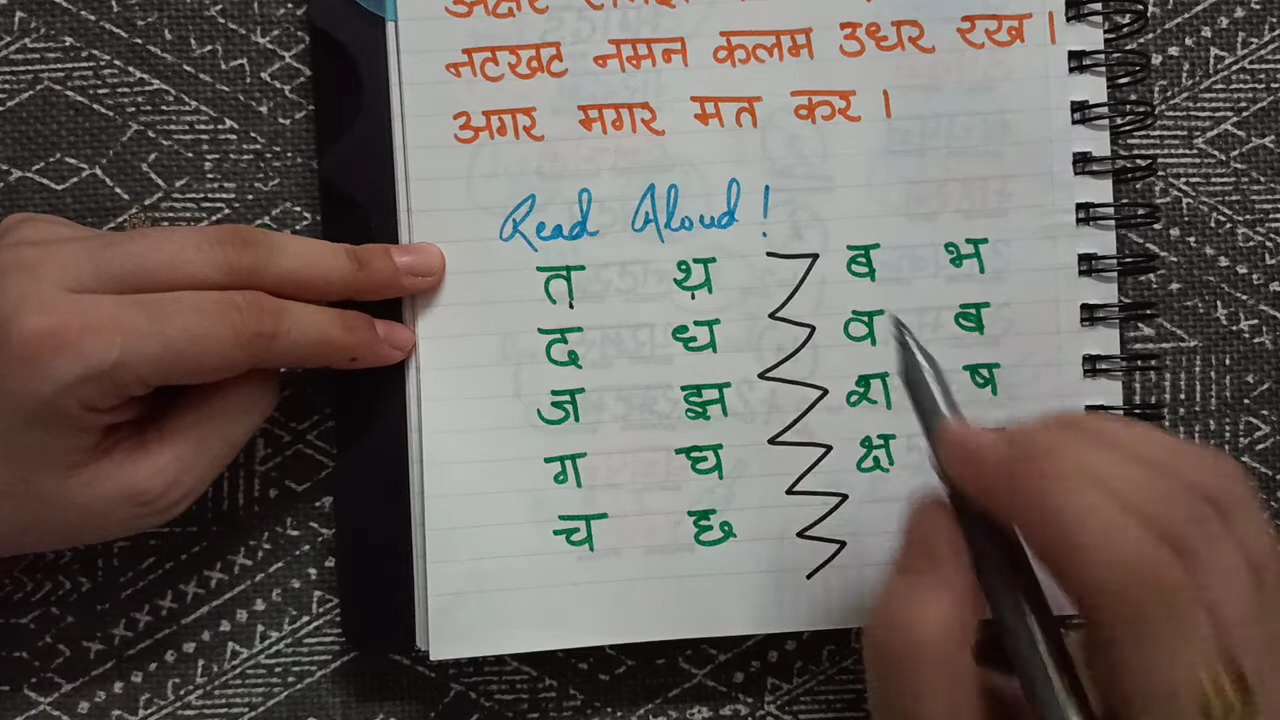 नटखट नमन कलम उधर रख।
अगर मगर मत कर।
Read Aloud!
त थ ब भ
द ध व ब
ज झ श ष
ग घ क्ष
च छ